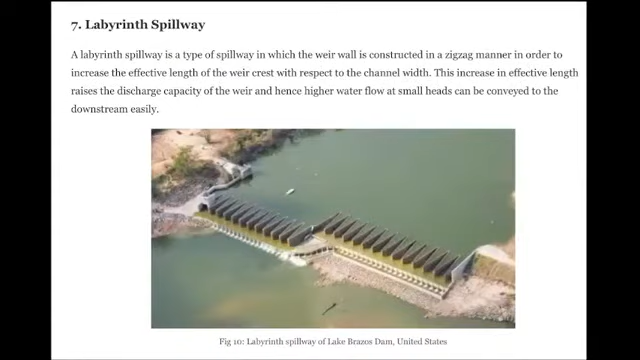 7. Labyrinth Spillway
A labyrinth spillway is a type of spillway in which the weir wall is constructed in a zigzag manner in order to
increase the effective length of the weir crest with respect to the channel width. This increase in effective length
raises the discharge capacity of the weir and hence higher water flow at small heads can be conveyed to the
downstream easily.
Fig 10: Labyrinth spillway of Lake Brazos Dam, United States